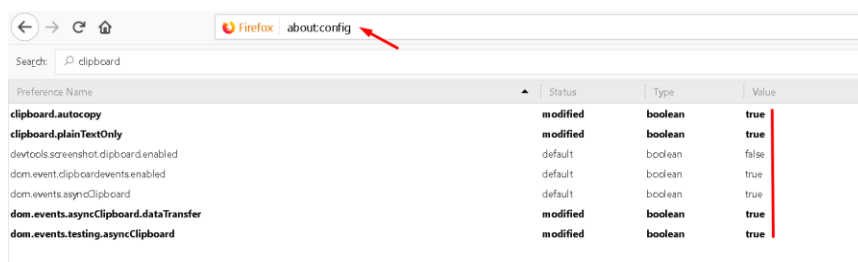 Firefox about:config
Search: clipboard
Preference Name Status Type Value
clipboard.autocopy modified boolean true
clipboard.plainTextOnly modified boolean true
devtools.screenshot.clipboard.enabled default boolean false
dom.event.clipboardevents.enabled default boolean true
dom.events.asyncClipboard default boolean true
dom.events.asyncClipboard.dataTransfer modified boolean true
dom.events.testing.asyncClipboard modified boolean true